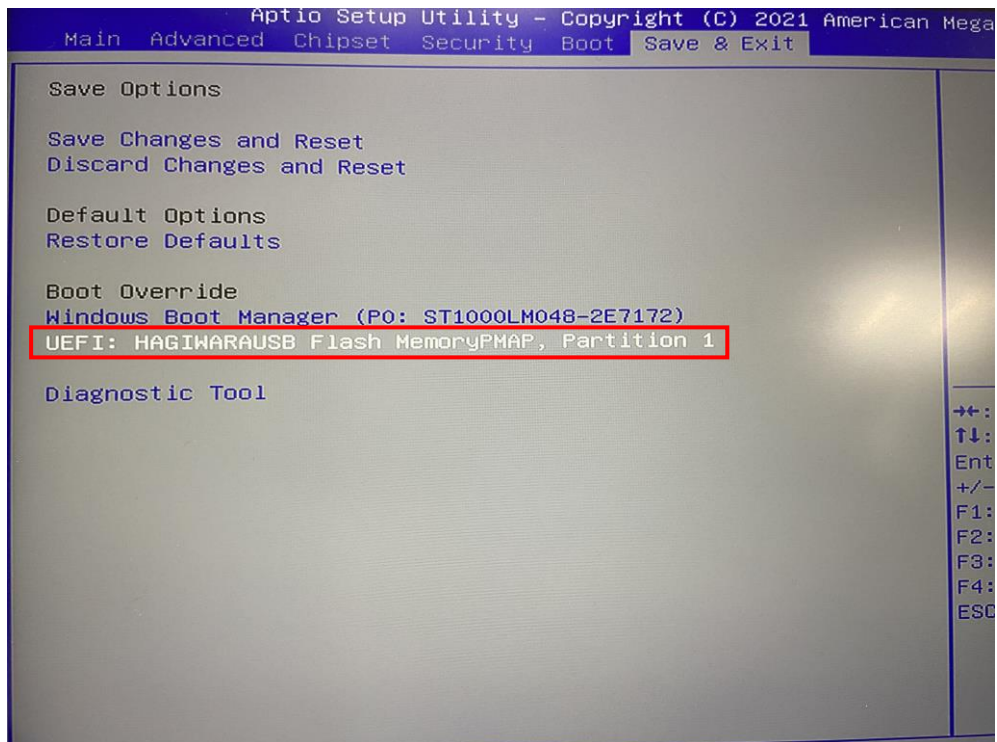 Aptio Setup Utility – Copyright (C) 2021 American Mega
Main Advanced Chipset Security Boot Save & Exit
Save Options
Save Changes and Reset
Discard Changes and Reset
Default Options
Restore Defaults
Boot Override
Windows Boot Manager (P0: ST1000LM048-2E7172)
UEFI: HAGIWARAUSB Flash MemoryPMAP, Partition 1
Diagnostic Tool
→←:
↑↓:
Ent
+/-
F1:
F2:
F3:
F4:
ESC